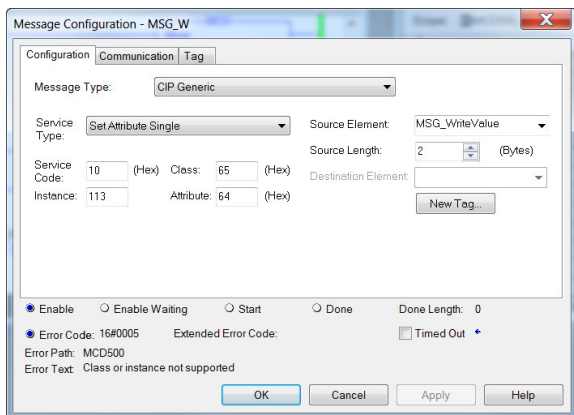 Message Configuration - MSG_W
Configuration Communication Tag
Message Type: CIP Generic
Service Type: Set Attribute Single
Source Element: MSG_WriteValue
Source Length: 2 (Bytes)
Service Code: 10 (Hex) Class: 65 (Hex)
Destination Element:
Instance: 113 Attribute: 64 (Hex)
New Tag...
Enable Enable Waiting Start Done Done Length: 0
Error Code: 16#0005 Extended Error Code: Timed Out
Error Path: MCD500
Error Text: Class or instance not supported
OK Cancel Apply Help